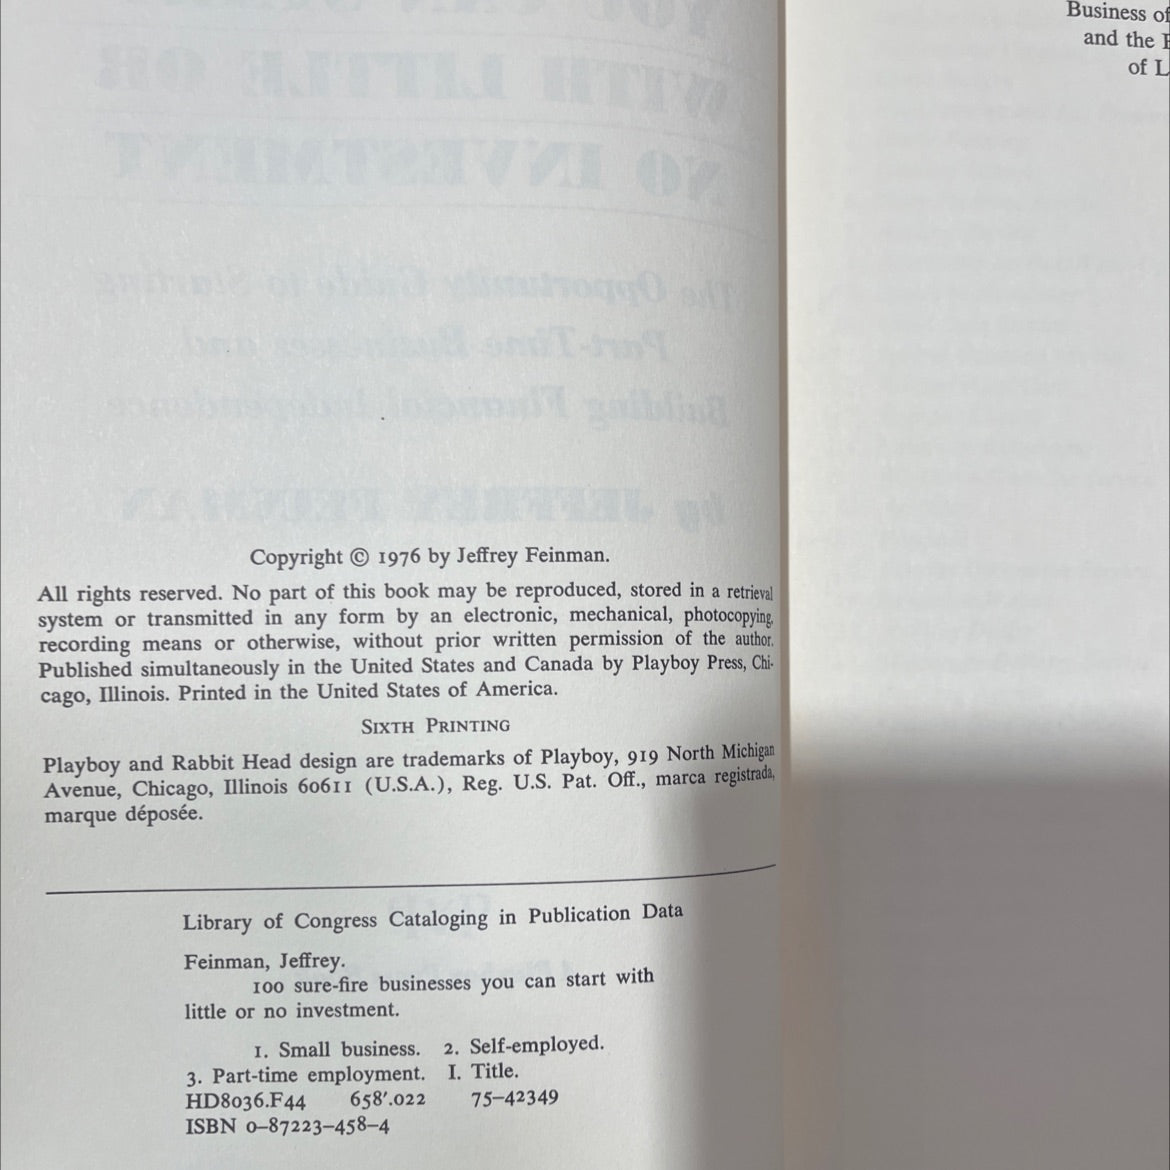 Copyright © 1976 by Jeffrey Feinman.
All rights reserved. No part of this book may be reproduced, stored in a retrieval
system or transmitted in any form by an electronic, mechanical, photocopying,
recording means or otherwise, without prior written permission of the author.
Published simultaneously in the United States and Canada by Playboy Press, Chi-
cago, Illinois. Printed in the United States of America.
SIXTH PRINTING
Playboy and Rabbit Head design are trademarks of Playboy, 919 North Michigan
Avenue, Chicago, Illinois 60611 (U.S.A.), Reg. U.S. Pat. Off., marca registrada,
marque déposée.
Library of Congress Cataloging in Publication Data
Feinman, Jeffrey.
100 sure-fire businesses you can start with
little or no investment.
1. Small business. 2. Self-employed.
3. Part-time employment. I. Title.
HD8036.F44 658'.022 75–42349
ISBN 0–87223–458–4
Business of
and the
of L